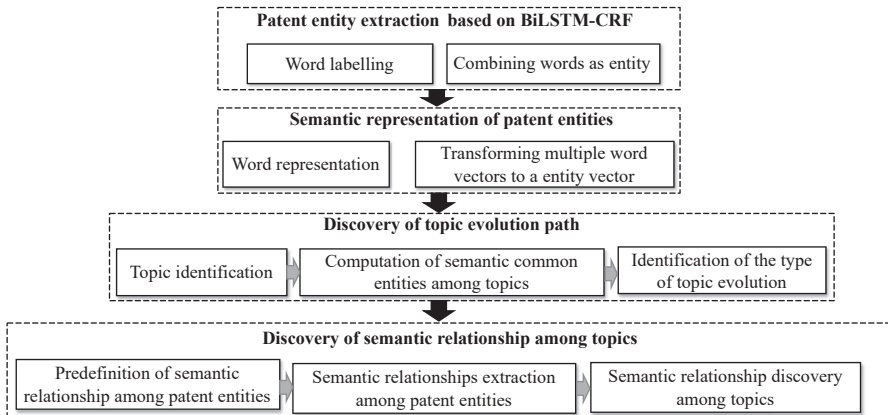 Patent entity extraction based on BiLSTM-CRF
Word labelling
Combining words as entity
Semantic representation of patent entities
Word representation
Transforming multiple word
vectors to a entity vector
Discovery of topic evolution path
Topic identification
Computation of semantic common
entities among topics
Identification of the type
of topic evolution
Discovery of semantic relationship among topics
Predefinition of semantic
relationship among patent entities
Semantic relationships extraction
among patent entities
Semantic relationship discovery
among topics